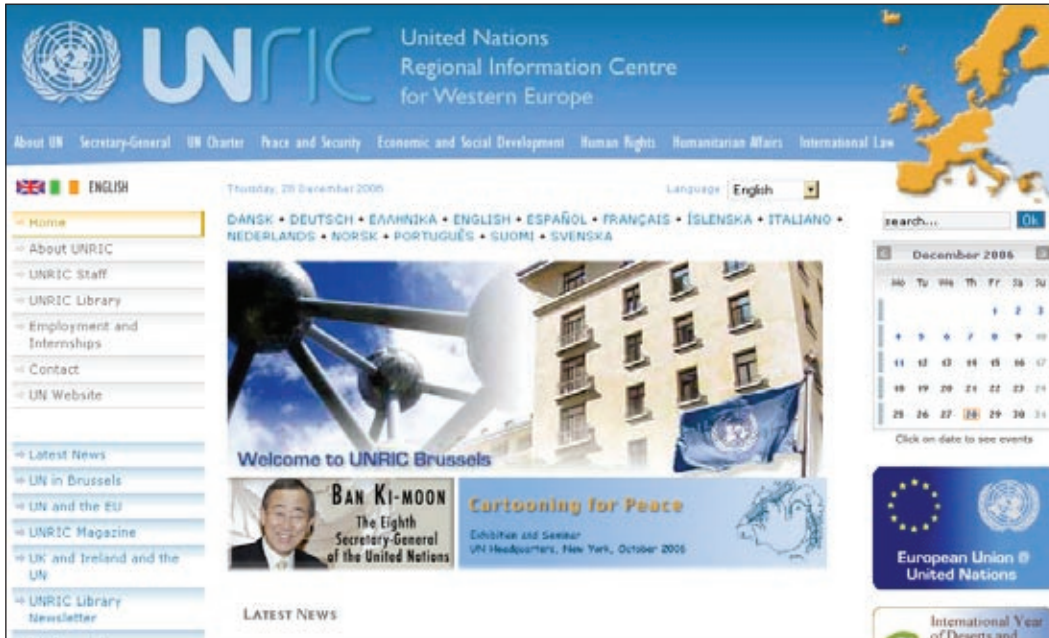 UNRIC
United Nations
Regional Information Centre
for Western Europe
About UN Secretary-General UN Charter Peace and Security Economic and Social Development Human Rights Humanitarian Affairs International Law
ENGLISH
Home
About UNRIC
UNRIC Staff
UNRIC Library
Employment and
Internships
Contact
UN Website
Latest News
UN in Brussels
UN and the EU
UNRIC Magazine
UK and Ireland and the
UN
UNRIC Library
Newsletter
Thursday, 28 December 2006
Language English
DANSK • DEUTSCH • ΕΛΛΗΝΙΚΑ • ENGLISH • ESPAÑOL • FRANÇAIS • ÍSLENSKA • ITALIANO •
NEDERLANDS • NORSK • PORTUGUÊS • SUOMI • SVENSKA
Welcome to UNRIC Brussels
BAN KI-MOON
The Eighth
Secretary-General
of the United Nations
Cartooning for Peace
Exhibition and Seminar
UN Headquarters, New York, October 2006
LATEST NEWS
search... Ok
December 2006
Mo Tu We Th Fr Sa Su
1 2 3
4 5 6 7 8 9 10
11 12 13 14 15 16 17
18 19 20 21 22 23 24
25 26 27 28 29 30 31
Click on date to see events
European Union @
United Nations
International Year
of Deserts and